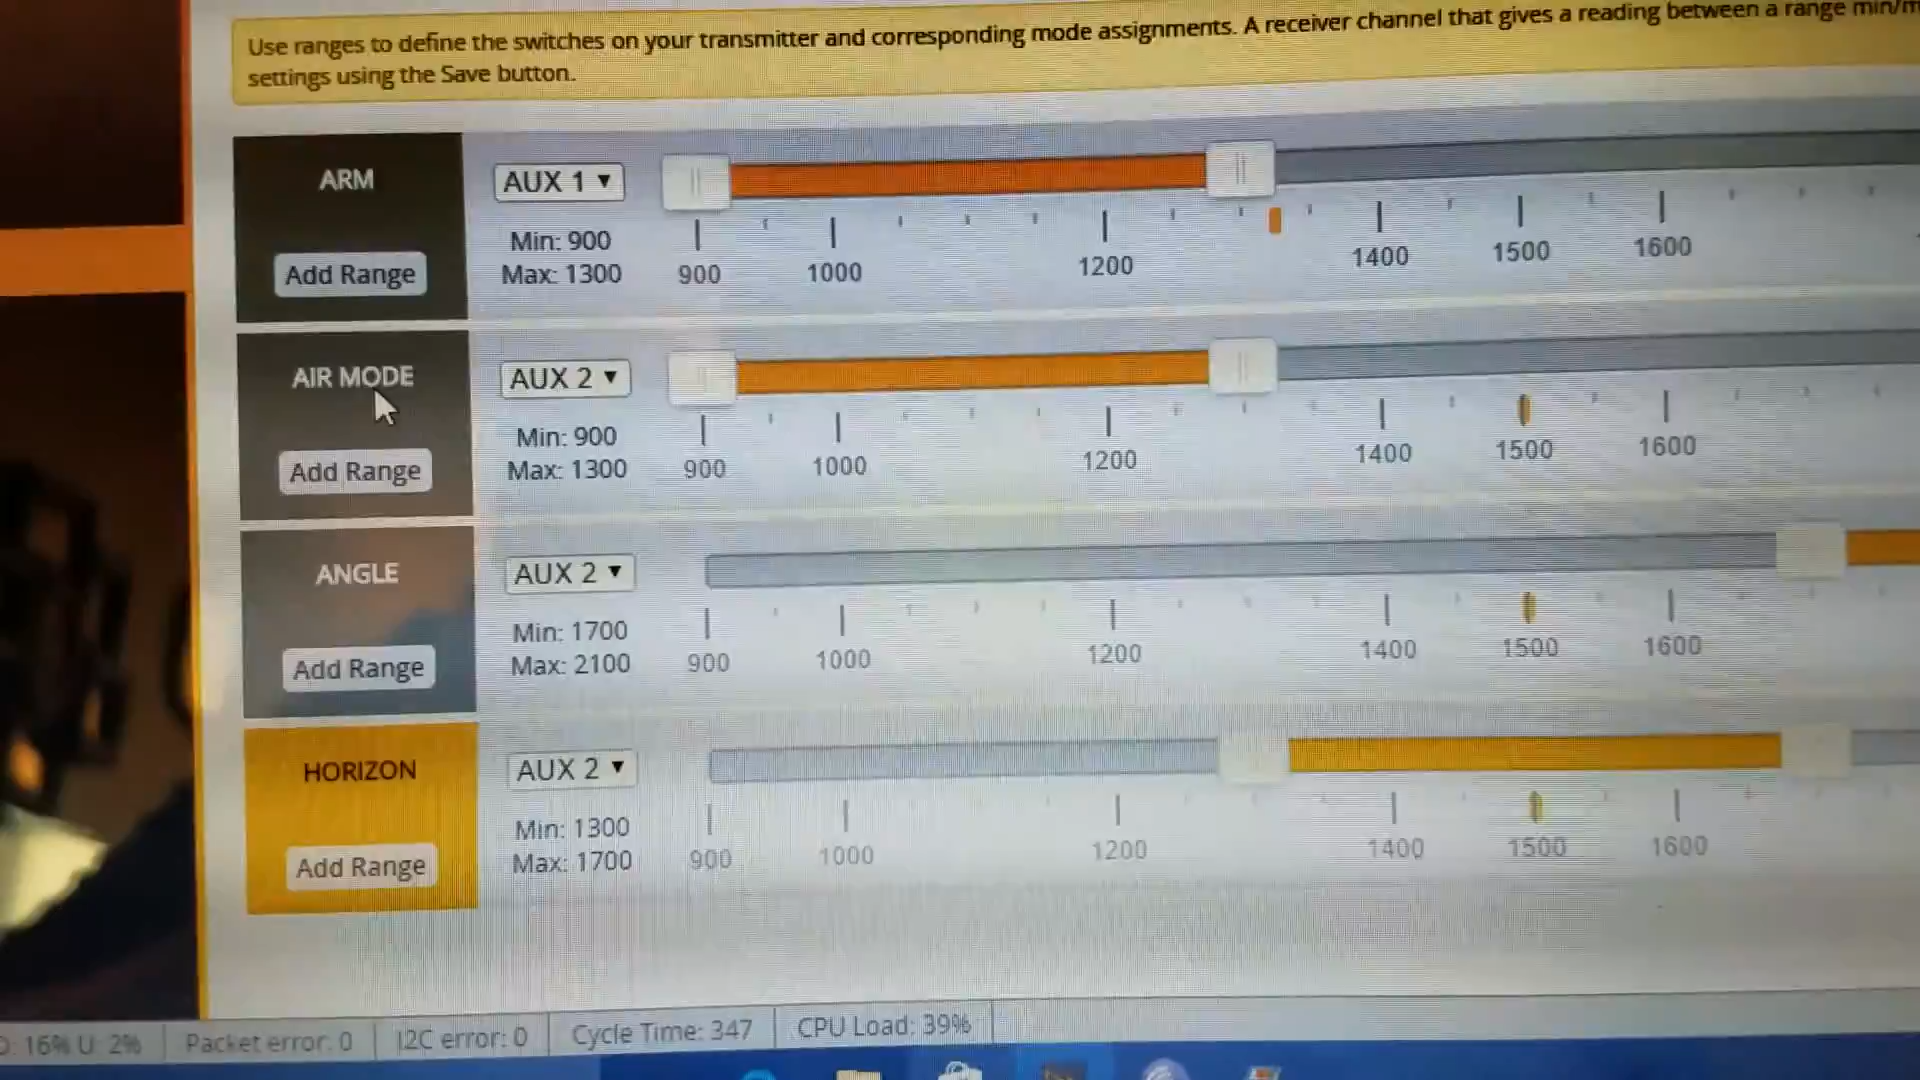 Use ranges to define the switches on your transmitter and corresponding mode assignments. A receiver channel that gives a reading between a range min/m
settings using the Save button.
ARM
Add Range
AUX 1
Min: 900
Max: 1300
900 1000 1200 1400 1500 1600
AIR MODE
Add Range
AUX 2
Min: 900
Max: 1300
900 1000 1200 1400 1500 1600
ANGLE
Add Range
AUX 2
Min: 1700
Max: 2100
900 1000 1200 1400 1500 1600
HORIZON
Add Range
AUX 2
Min: 1300
Max: 1700
900 1000 1200 1400 1500 1600
D: 16% U: 2% Packet error: 0 I2C error: 0 Cycle Time: 347 CPU Load: 39%